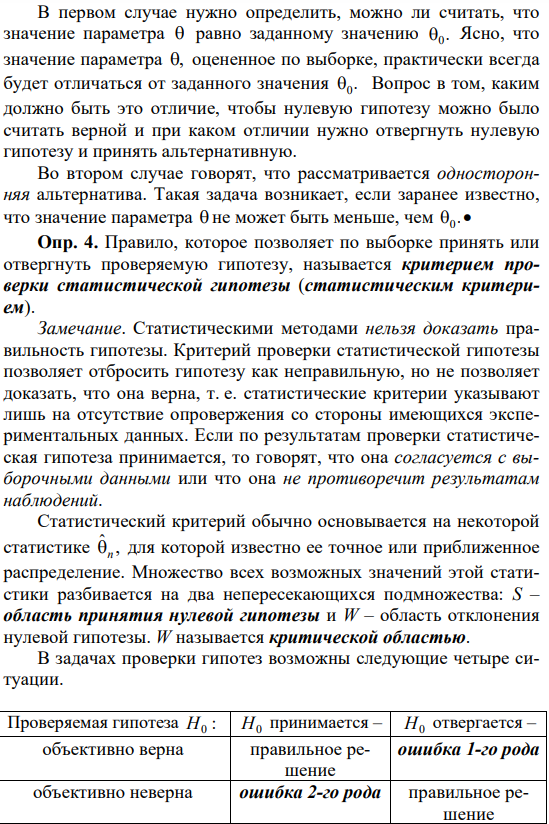 В первом случае нужно определить, можно ли считать, что
значение параметра θ равно заданному значению θ₀. Ясно, что
значение параметра θ, оцененное по выборке, практически всегда
будет отличаться от заданного значения θ₀. Вопрос в том, каким
должно быть это отличие, чтобы нулевую гипотезу можно было
считать верной и при каком отличии нужно отвергнуть нулевую
гипотезу и принять альтернативную.
Во втором случае говорят, что рассматривается односторон-
няя альтернатива. Такая задача возникает, если заранее известно,
что значение параметра θ не может быть меньше, чем θ₀.●
Опр. 4. Правило, которое позволяет по выборке принять или
отвергнуть проверяемую гипотезу, называется критерием про-
верки статистической гипотезы (статистическим критери-
ем).
Замечание. Статистическими методами нельзя доказать пра-
вильность гипотезы. Критерий проверки статистической гипотезы
позволяет отбросить гипотезу как неправильную, но не позволяет
доказать, что она верна, т. е. статистические критерии указывают
лишь на отсутствие опровержения со стороны имеющихся экспе-
риментальных данных. Если по результатам проверки статистиче-
ская гипотеза принимается, то говорят, что она согласуется с вы-
борочными данными или что она не противоречит результатам
наблюдений.
Статистический критерий обычно основывается на некоторой
статистике θ̂ₙ, для которой известно ее точное или приближенное
распределение. Множество всех возможных значений этой стати-
стики разбивается на два непересекающихся подмножества: S –
область принятия нулевой гипотезы и W – область отклонения
нулевой гипотезы. W называется критической областью.
В задачах проверки гипотез возможны следующие четыре си-
туации.
Проверяемая гипотеза H₀ : H₀ принимается – H₀ отвергается –
объективно верна правильное ре-
шение ошибка 1-го рода
объективно неверна ошибка 2-го рода правильное ре-
шение